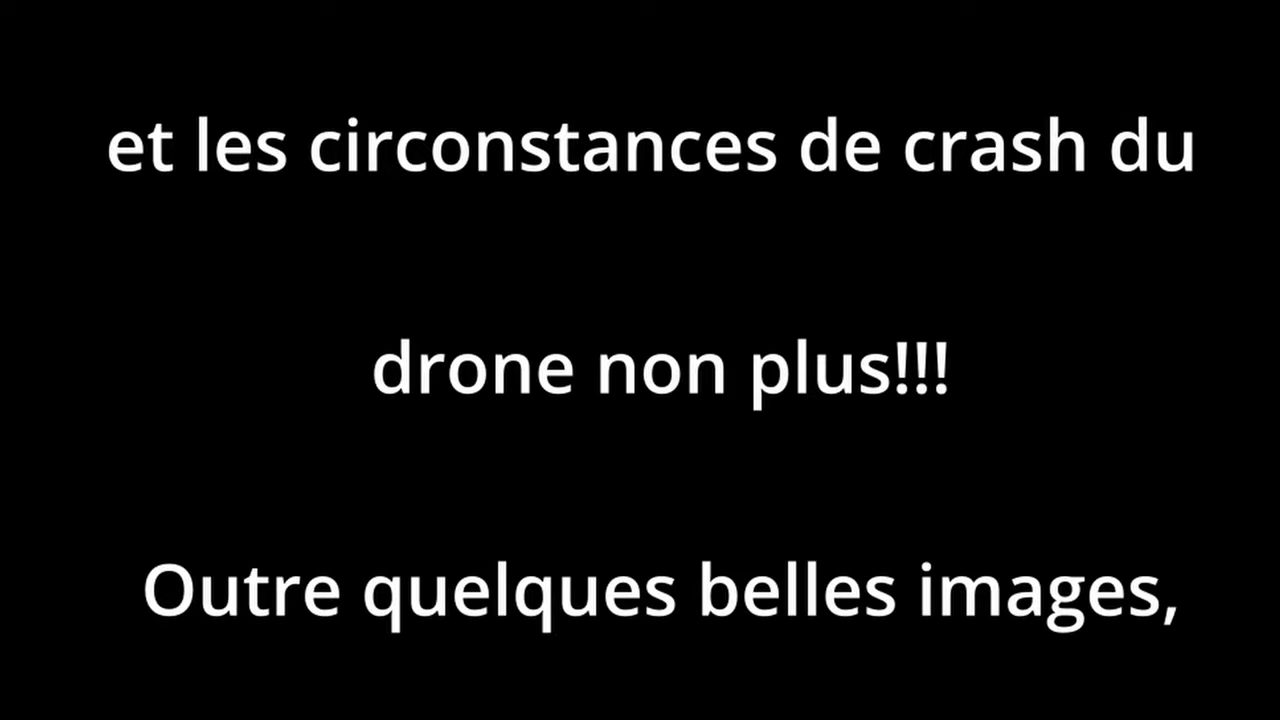 et les circonstances de crash du
drone non plus!!!
Outre quelques belles images,